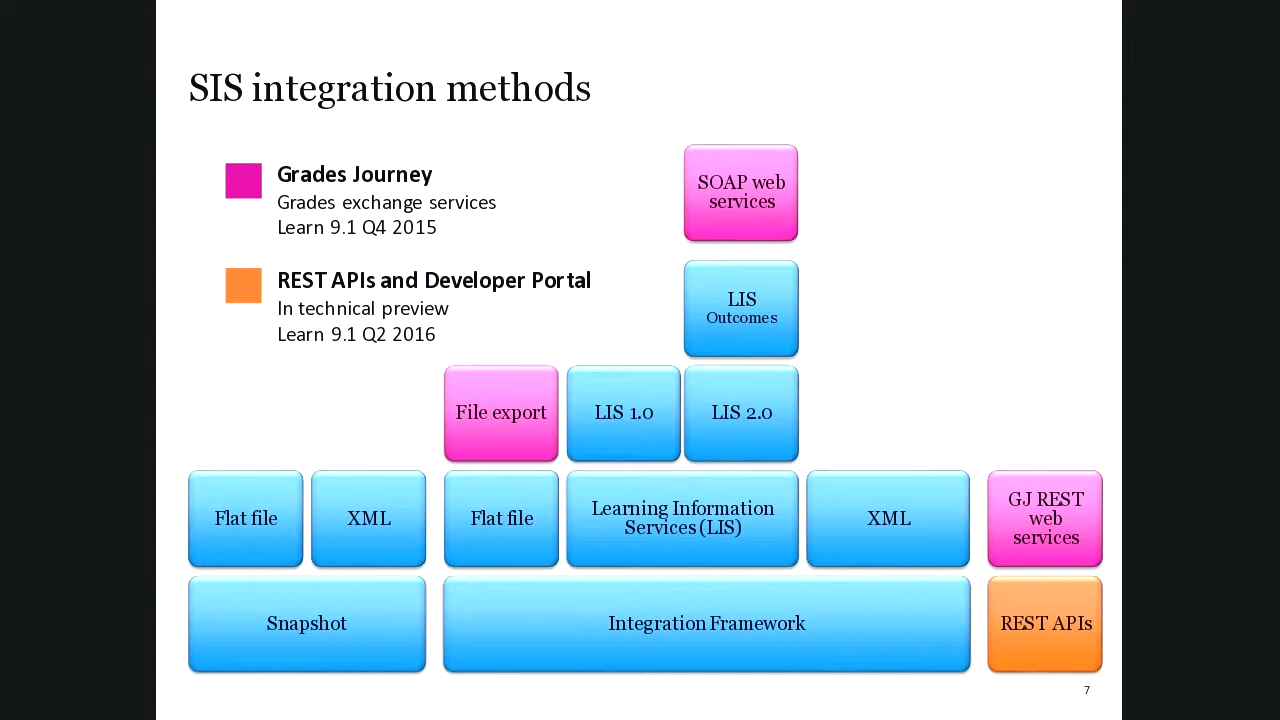 SIS integration methods
Grades Journey
Grades exchange services
Learn 9.1 Q4 2015
REST APIs and Developer Portal
In technical preview
Learn 9.1 Q2 2016
SOAP web
services
LIS
Outcomes
File export
LIS 1.0
LIS 2.0
Flat file
XML
Flat file
Learning Information
Services (LIS)
XML
GJ REST
web
services
Snapshot
Integration Framework
REST APIs
7